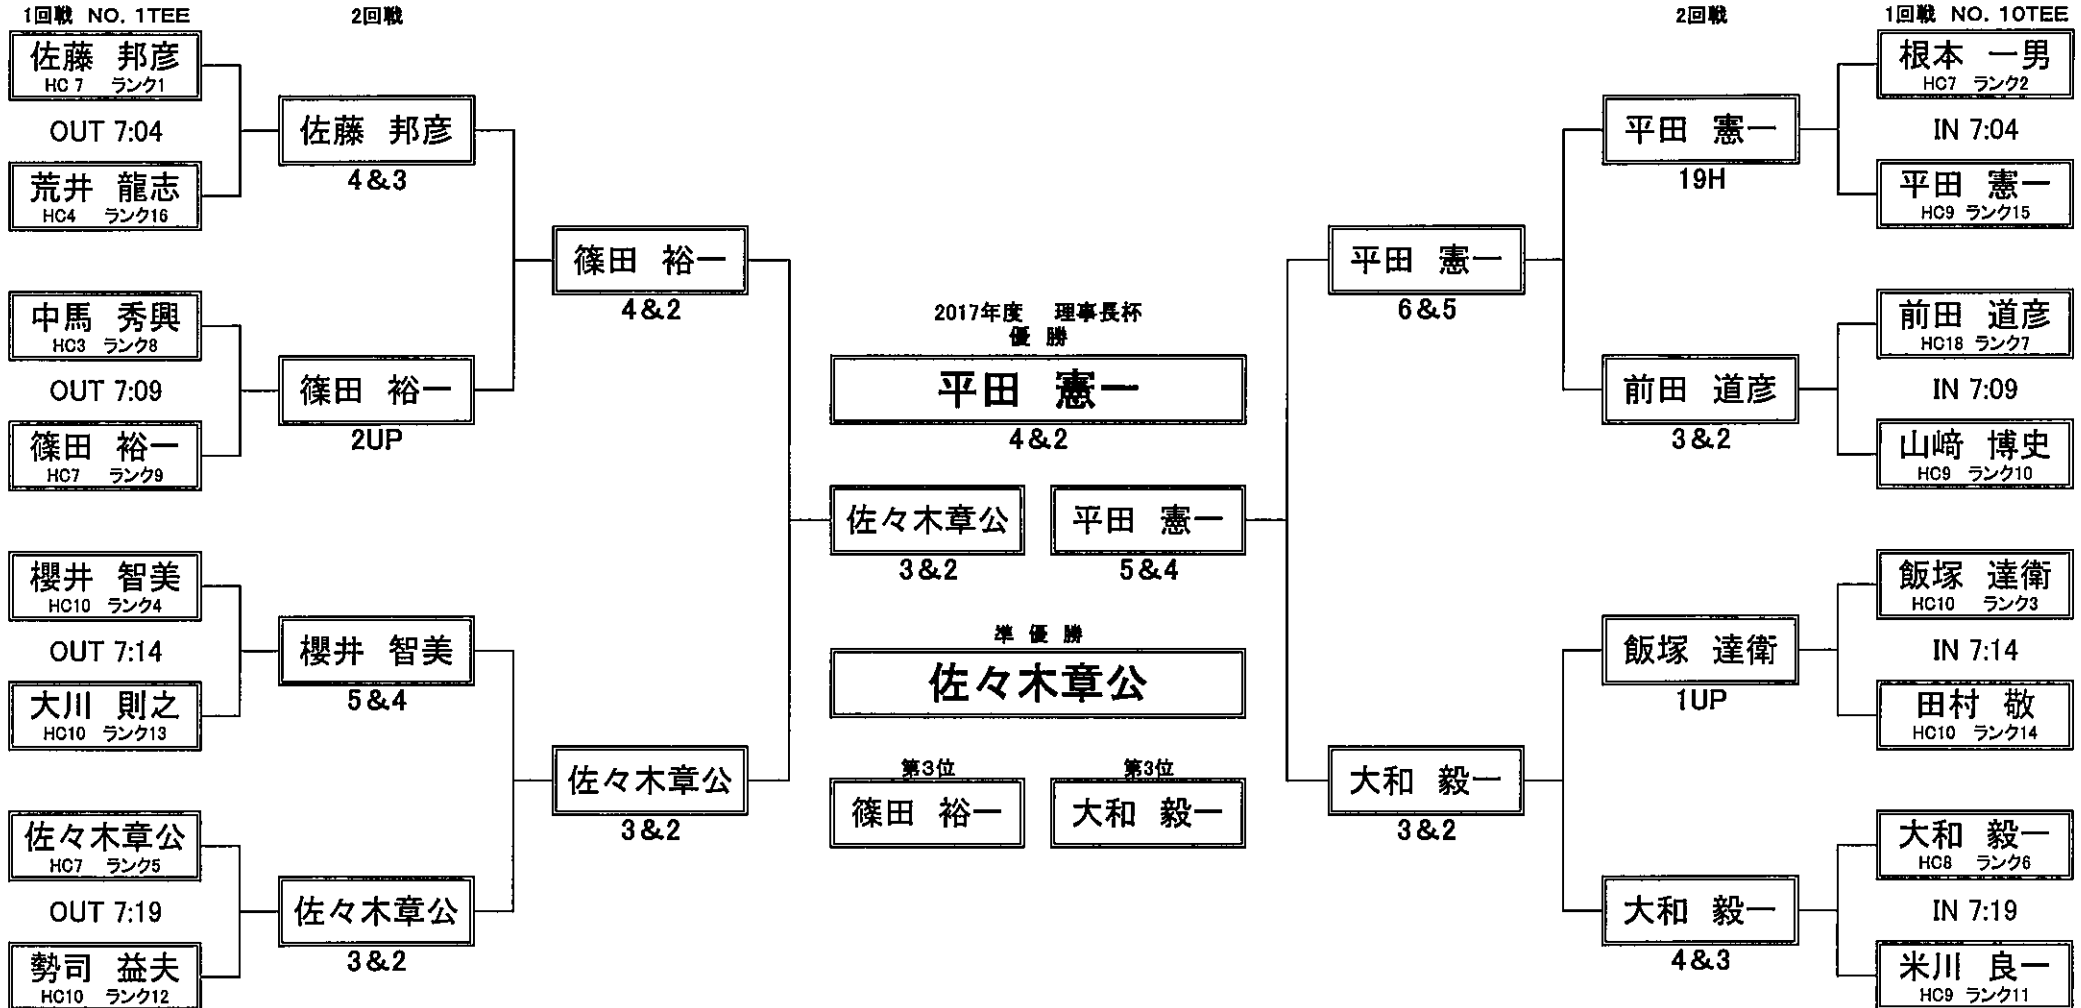 1回戦 NO. 1TEE
佐藤 邦彦
HC 7 ランク1
OUT 7:04
荒井 龍志
HC4 ランク16
中馬 秀興
HC3 ランク8
OUT 7:09
篠田 裕一
HC7 ランク9
櫻井 智美
HC10 ランク4
OUT 7:14
大川 則之
HC10 ランク13
佐々木章公
HC7 ランク5
OUT 7:19
勢司 益夫
HC10 ランク12
2回戦
佐藤 邦彦
4&3
篠田 裕一
2UP
櫻井 智美
5&4
佐々木章公
3&2
篠田 裕一
4&2
佐々木章公
3&2
2017年度 理事長杯
優 勝
平田 憲一
4&2
佐々木章公
3&2
平田 憲一
5&4
準 優 勝
佐々木章公
第3位
篠田 裕一
第3位
大和 毅一
平田 憲一
6&5
大和 毅一
3&2
2回戦
平田 憲一
19H
前田 道彦
3&2
飯塚 達衛
1UP
大和 毅一
4&3
1回戦 NO. 10TEE
根本 一男
HC7 ランク2
IN 7:04
平田 憲一
HC9 ランク15
前田 道彦
HC18 ランク7
IN 7:09
山﨑 博史
HC9 ランク10
飯塚 達衛
HC10 ランク3
IN 7:14
田村 敬
HC10 ランク14
大和 毅一
HC8 ランク6
IN 7:19
米川 良一
HC9 ランク11